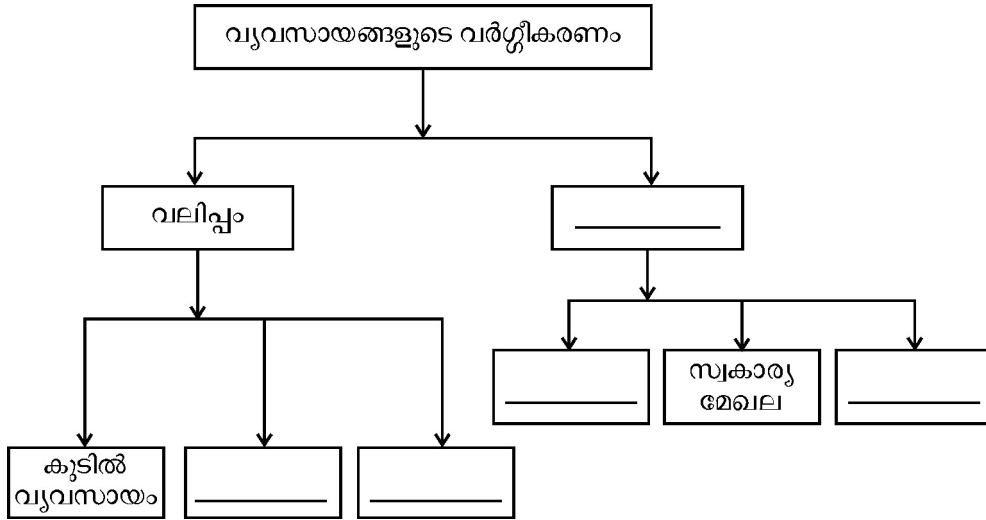 വ്യവസായങ്ങളുടെ വർഗ്ഗീകരണം
വലിപ്പം
സ്വകാര്യ
മേഖല
കുടിൽ
വ്യവസായം